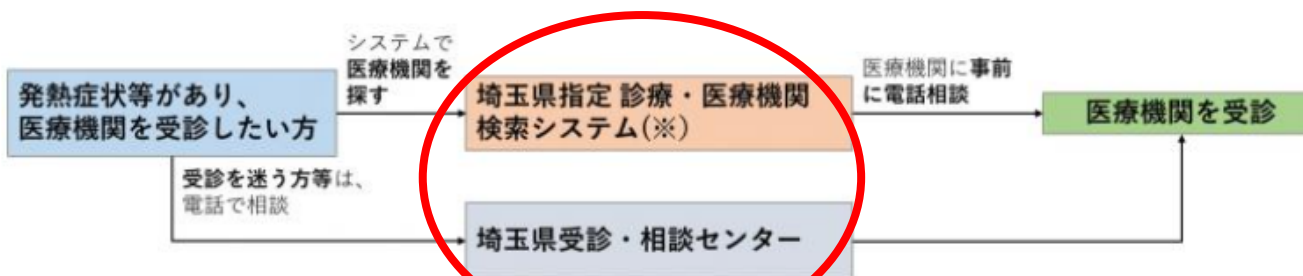 発熱症状等があり、
医療機関を受診したい方
システムで
医療機関を
探す
埼玉県指定 診療・医療機関
検索システム(※)
医療機関に事前
に電話相談
医療機関を受診
受診を迷う方等は、
電話で相談
埼玉県受診・相談センター